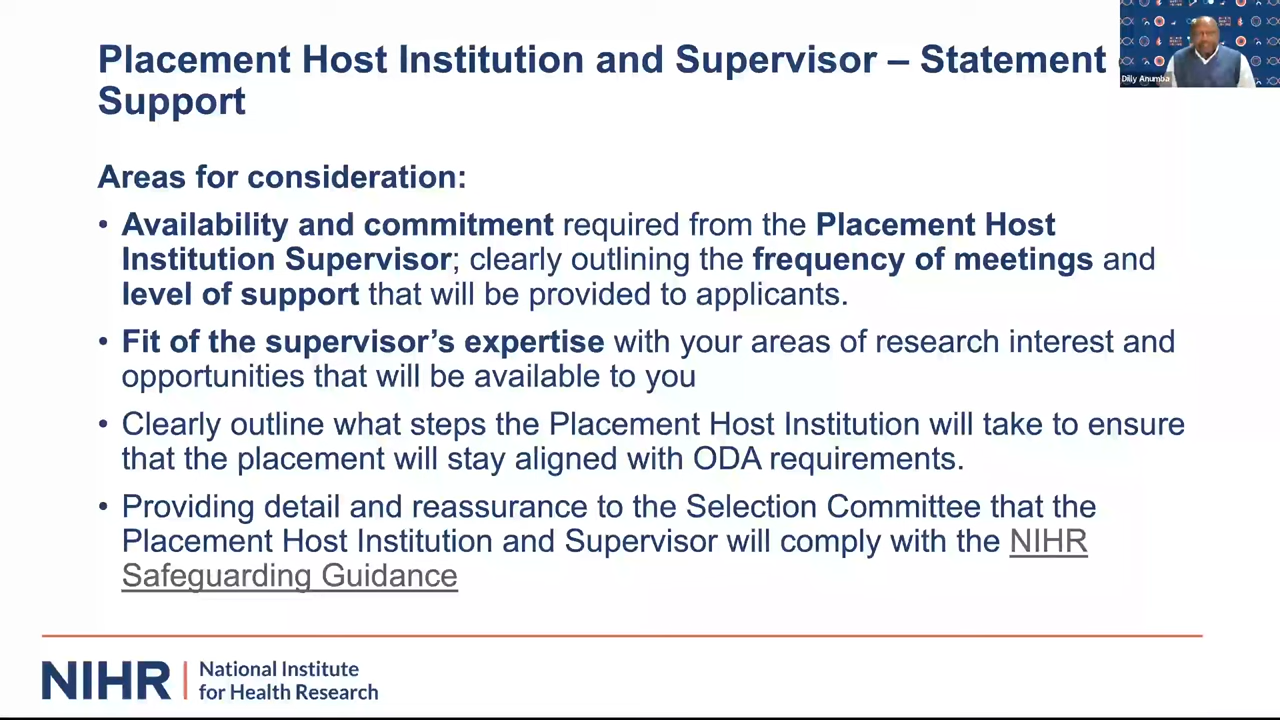 Placement Host Institution and Supervisor – Statement
Support
Dilly Anumba
Areas for consideration:
• Availability and commitment required from the Placement Host
Institution Supervisor; clearly outlining the frequency of meetings and
level of support that will be provided to applicants.
• Fit of the supervisor’s expertise with your areas of research interest and
opportunities that will be available to you
• Clearly outline what steps the Placement Host Institution will take to ensure
that the placement will stay aligned with ODA requirements.
• Providing detail and reassurance to the Selection Committee that the
Placement Host Institution and Supervisor will comply with the NIHR
Safeguarding Guidance
NIHR | National Institute
for Health Research